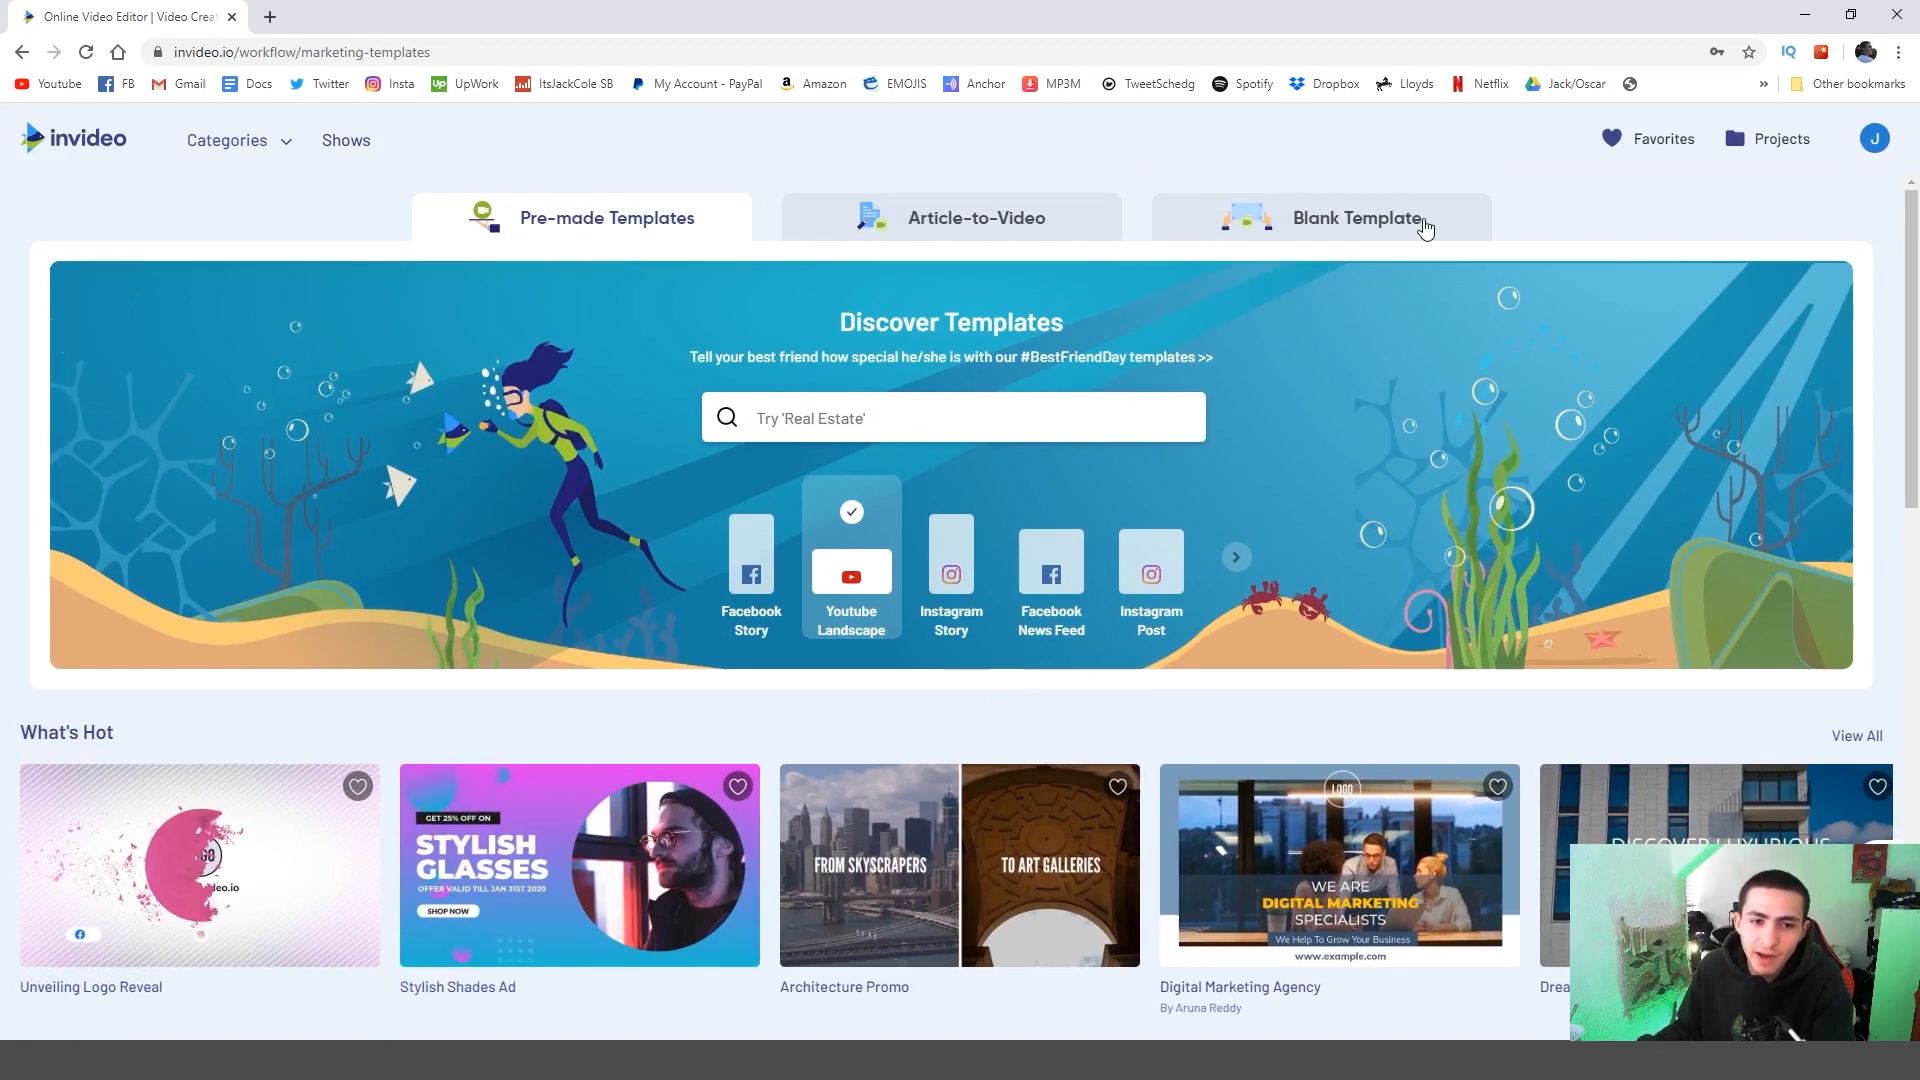 Online Video Editor | Video Creat
invideo.io/workflow/marketing-templates
Youtube FB Gmail Docs Twitter Insta UpWork ItsJackCole SB My Account - PayPal Amazon EMOJIS Anchor MP3M TweetSchedg Spotify Dropbox Lloyds Netflix Jack/Oscar » Other bookmarks
invideo Categories Shows Favorites Projects J
Pre-made Templates Article-to-Video Blank Template
Discover Templates
Tell your best friend how special he/she is with our #BestFriendDay templates >>
Try 'Real Estate'
Facebook Story
Youtube Landscape
Instagram Story
Facebook News Feed
Instagram Post
What's Hot
View All
GO
deo.io
Unveiling Logo Reveal
GET 25% OFF ON
STYLISH
GLASSES
OFFER VALID TILL JAN 31ST 2020
SHOP NOW
Stylish Shades Ad
FROM SKYSCRAPERS TO ART GALLERIES
Architecture Promo
LOGO
WE ARE
DIGITAL MARKETING
SPECIALISTS
We Help To Grow Your Business
www.example.com
Digital Marketing Agency
By Aruna Reddy
DISCOVER LUXURIOUS
Drea